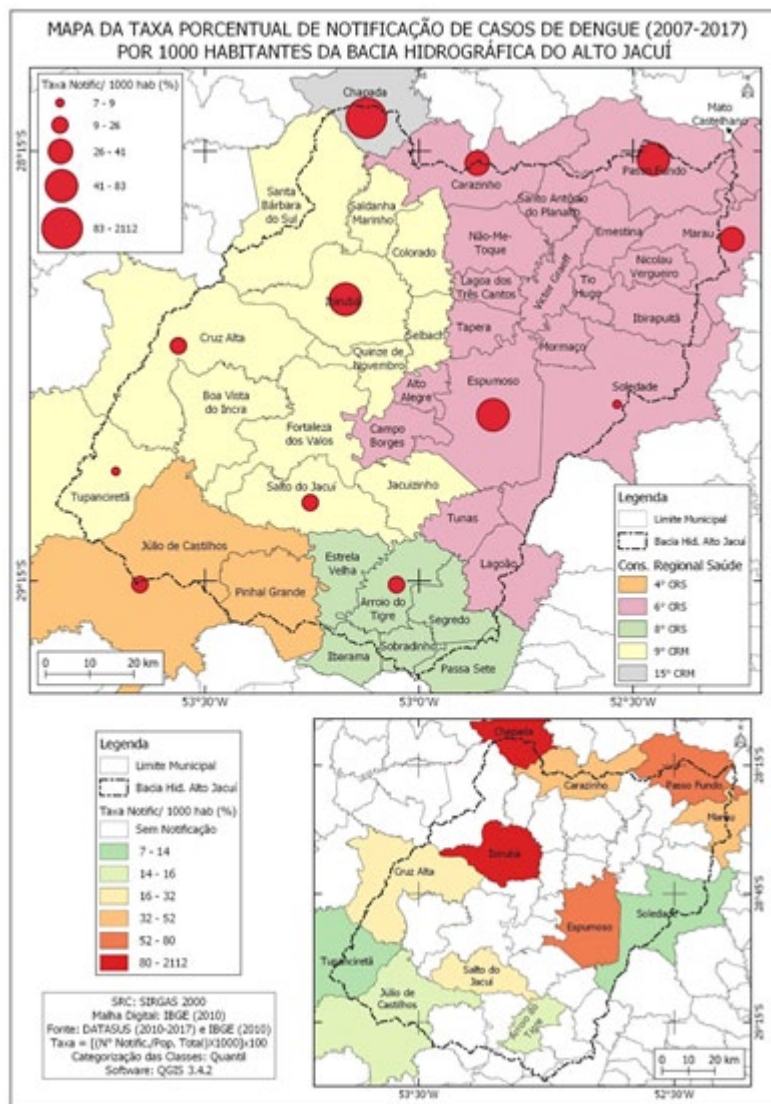 MAPA DA TAXA PORCENTUAL DE NOTIFICAÇÃO DE CASOS DE DENGUE (2007-2017)
POR 1000 HABITANTES DA BACIA HIDROGRÁFICA DO ALTO JACUÍ
Taxa Notific/ 1000 hab (%)
7 - 9
9 - 26
26 - 41
41 - 83
83 - 2112
Chapada
Mato
Castelhano
28°15'S
Carazinho
Passo Fundo
Santa
Bárbara
do Sul
Saldanha
Marinho
Santo Antônio
do Planalto
Não-Me-
Toque
Ernestina
Marau
Colorado
Victor Graeff
Nicolau
Vergueiro
Lagoa dos
Três Cantos
Tio
Hugo
Ibirubá
Ibirapuitã
Tapera
Selbach
Cruz Alta
Mormaço
Quinze de
Novembro
Alto
Alegre
Espumoso
Soledade
Boa Vista
do Incra
Campo
Borges
Fortaleza
dos Valos
Tupanciretã
Salto do Jacuí
Jacuizinho
Tunas
Júlio de Castilhos
Estrela
Velha
Lagoão
29°15'S
Pinhal Grande
Arroio do
Tigre
Segredo
Sobradinho
Ibarama
Passa Sete
0 10 20 km
Legenda
Limite Municipal
Bacia Hid. Alto Jacuí
Cons. Regional Saúde
4° CRS
6° CRS
8° CRS
9° CRM
15° CRM
53°30'W
53°0'W
52°30'W
Legenda
Limite Municipal
Bacia Hid. Alto Jacuí
Taxa Notific/ 1000 hab (%)
Sem Notificação
7 - 14
14 - 16
16 - 32
32 - 52
52 - 80
80 - 2112
SRC: SIRGAS 2000
Malha Digital: IBGE (2010)
Fonte: DATASUS (2010-2017) e IBGE (2010)
Taxa = [(N° Notific./Pop. Total)X1000]x100
Categorização das Classes: Quantil
Software: QGIS 3.4.2
Chapada
28°15'S
Carazinho
Passo Fundo
Marau
Ibirubá
Cruz Alta
28°45'S
Soledade
Espumoso
Tupanciretã
Salto do
Jacuí
Júlio de
Castilhos
Arroio do
Tigre
29°15'S
0 10 20 km
53°30'W
52°30'W